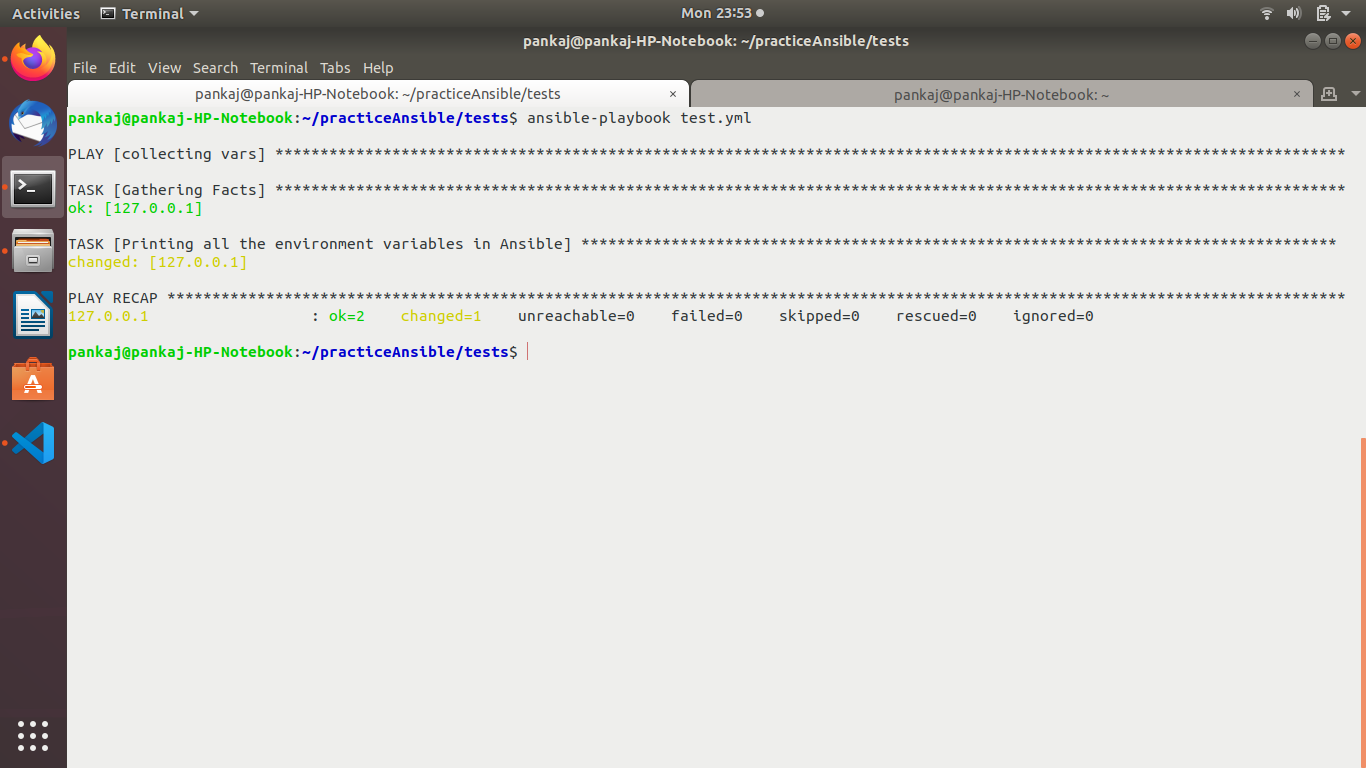 Activities Terminal Mon 23:53
pankaj@pankaj-HP-Notebook: ~/practiceAnsible/tests
File Edit View Search Terminal Tabs Help
pankaj@pankaj-HP-Notebook: ~/practiceAnsible/tests × pankaj@pankaj-HP-Notebook: ~ ×
pankaj@pankaj-HP-Notebook:~/practiceAnsible/tests$ ansible-playbook test.yml
PLAY [collecting vars] ***********************************************************************************************************************
TASK [Gathering Facts] ***********************************************************************************************************************
ok: [127.0.0.1]
TASK [Printing all the environment variables in Ansible] ************************************************************************************
changed: [127.0.0.1]
PLAY RECAP ***********************************************************************************************************************************
127.0.0.1                  : ok=2    changed=1    unreachable=0    failed=0    skipped=0    rescued=0    ignored=0
pankaj@pankaj-HP-Notebook:~/practiceAnsible/tests$